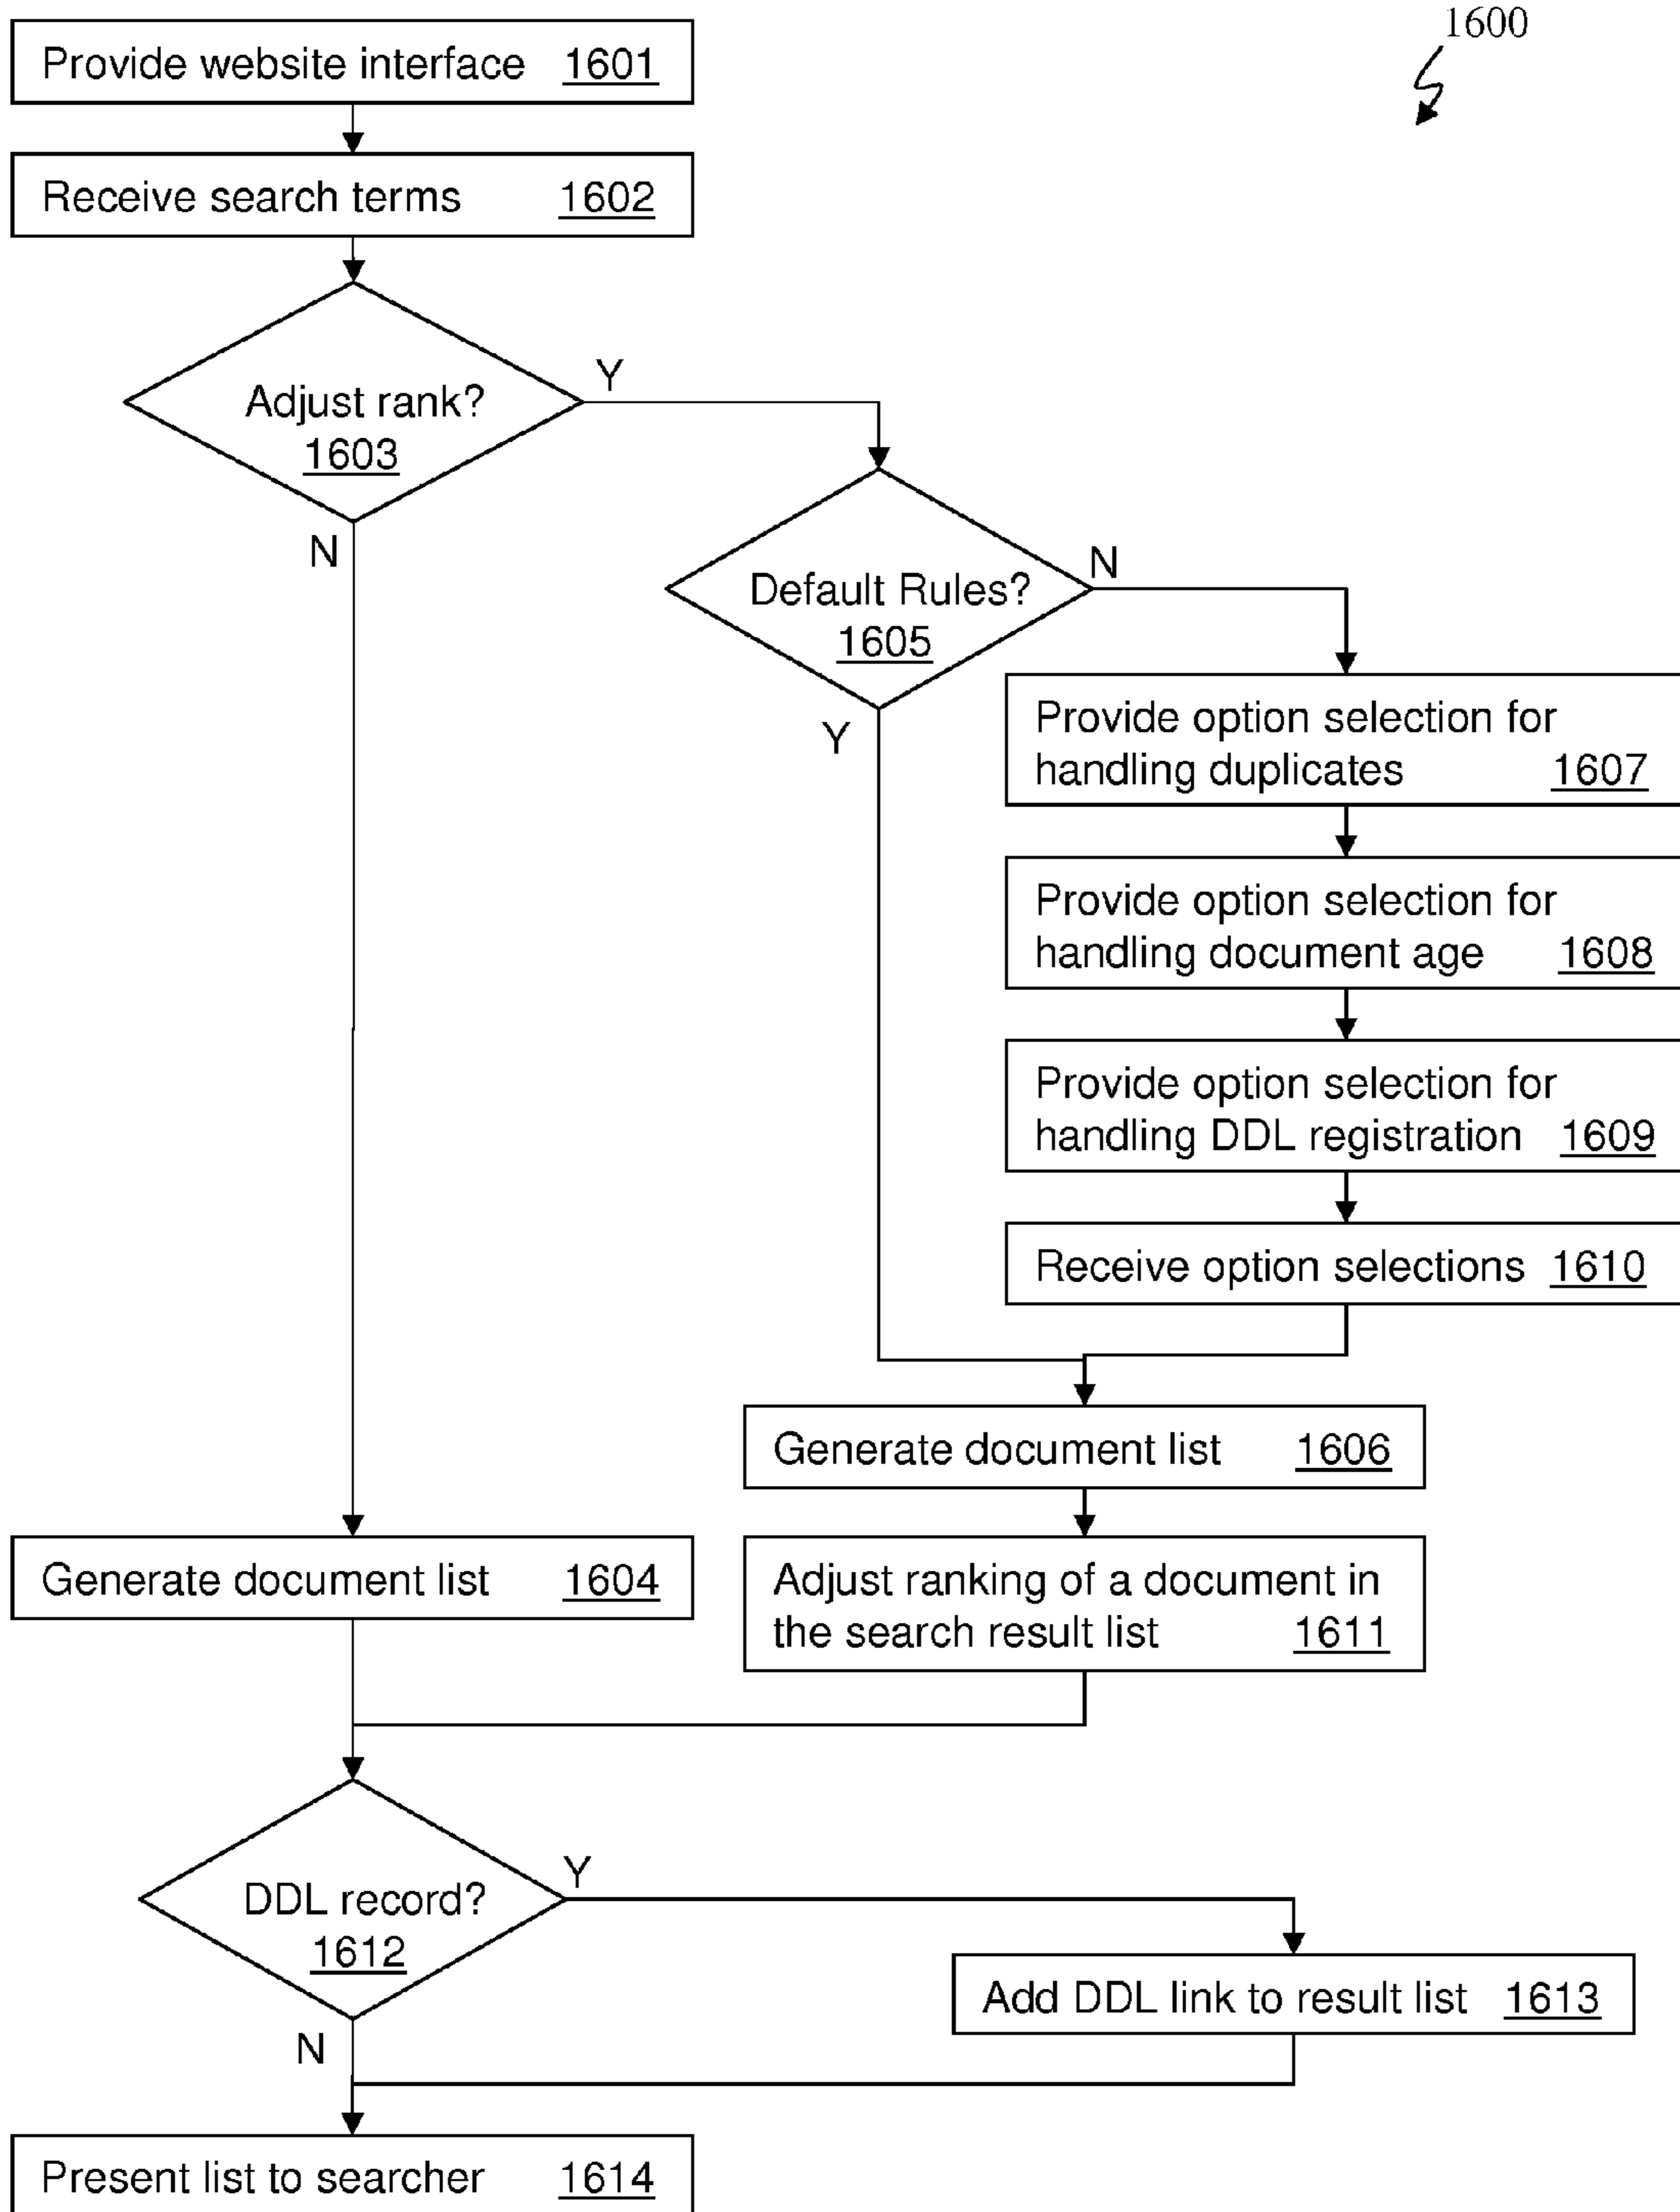 1600
Provide website interface 1601
Receive search terms 1602
Adjust rank?
1603
Y
N
Default Rules?
1605
N
Y
Provide option selection for
handling duplicates 1607
Provide option selection for
handling document age 1608
Provide option selection for
handling DDL registration 1609
Receive option selections 1610
Generate document list 1606
Generate document list 1604
Adjust ranking of a document in
the search result list 1611
DDL record?
1612
Y
N
Add DDL link to result list 1613
Present list to searcher 1614